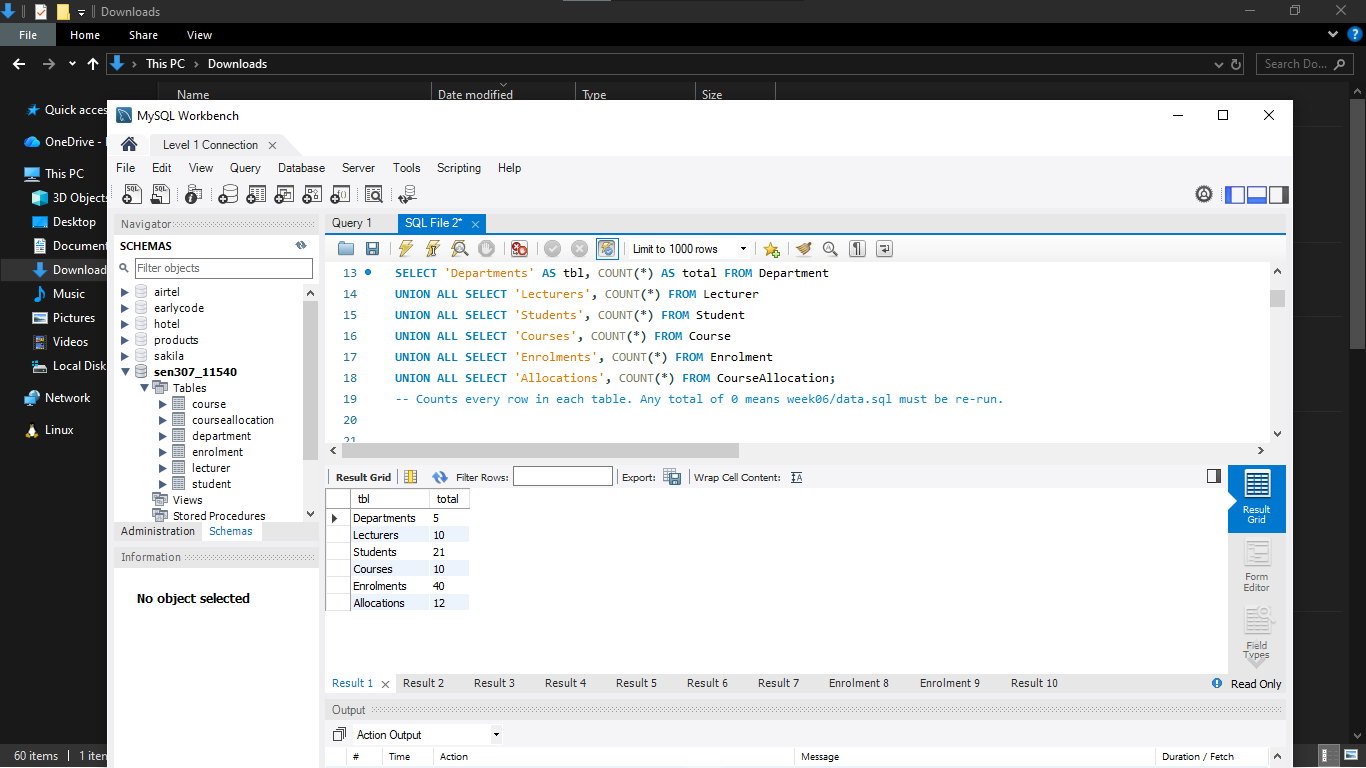 Downloads
File Home Share View
This PC Downloads
Search Do...
Name Date modified Type Size
Quick acces
OneDrive -
This PC
3D Objects
Desktop
Document
Download
Music
Pictures
Videos
Local Disk
Network
Linux
60 items 1 iten
MySQL Workbench
Level 1 Connection
File Edit View Query Database Server Tools Scripting Help
Navigator
SCHEMAS
Filter objects
airtel
earlycode
hotel
products
sakila
sen307_11540
Tables
course
courseallocation
department
enrolment
lecturer
student
Views
Stored Procedures
Administration Schemas
Information
No object selected
Query 1 SQL File 2*
Limit to 1000 rows
13 SELECT 'Departments' AS tbl, COUNT(*) AS total FROM Department
14 UNION ALL SELECT 'Lecturers', COUNT(*) FROM Lecturer
15 UNION ALL SELECT 'Students', COUNT(*) FROM Student
16 UNION ALL SELECT 'Courses', COUNT(*) FROM Course
17 UNION ALL SELECT 'Enrolments', COUNT(*) FROM Enrolment
18 UNION ALL SELECT 'Allocations', COUNT(*) FROM CourseAllocation;
19 -- Counts every row in each table. Any total of 0 means week06/data.sql must be re-run.
20
21
Result Grid Filter Rows: Export: Wrap Cell Content:
tbl total
Departments 5
Lecturers 10
Students 21
Courses 10
Enrolments 40
Allocations 12
Result Grid
Form Editor
Field Types
Result 1 Result 2 Result 3 Result 4 Result 5 Result 6 Result 7 Enrolment 8 Enrolment 9 Result 10 Read Only
Output
Action Output
# Time Action Message Duration / Fetch